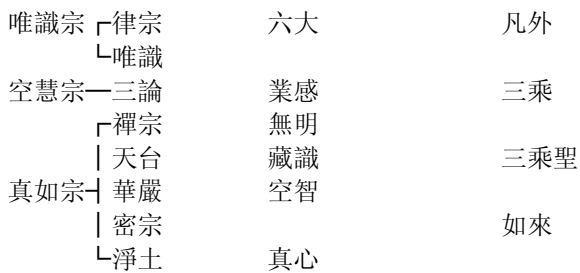 唯識宗┌律宗 六大 凡外
└唯識
空慧宗─三論 業感 三乘
┌禪宗 無明
│天台 藏識 三乘聖
真如宗┤華嚴 空智
│密宗 如來
└淨土 真心